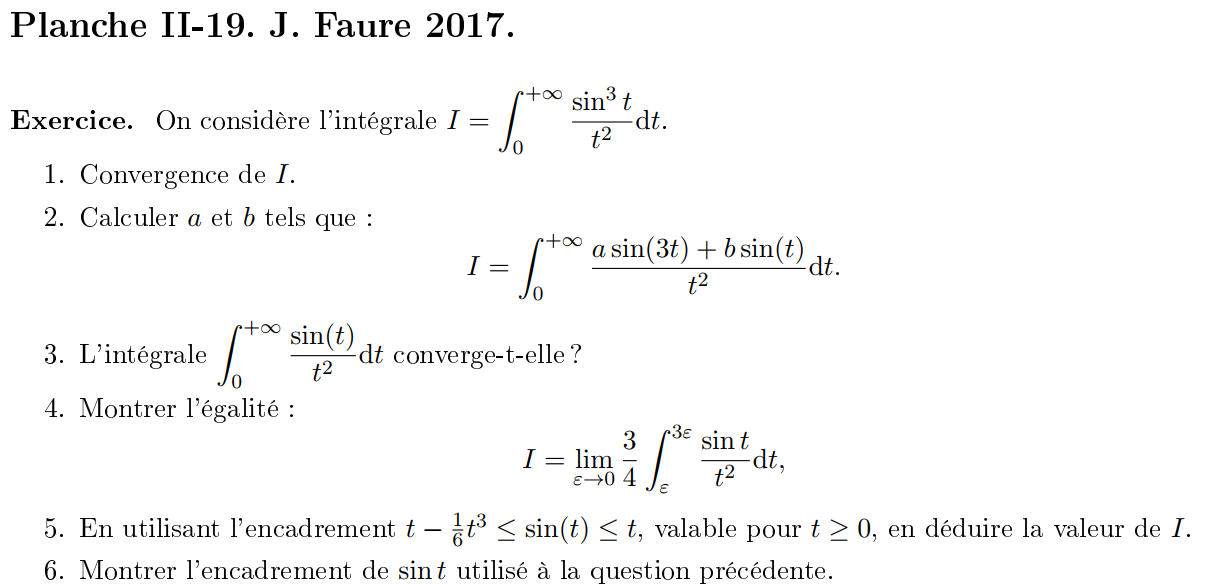 Planche II-19. J. Faure 2017.
Exercice. On considère l'intégrale $I = \int_0^{+\infty} \frac{\sin^3 t}{t^2} \mathrm{d}t.$
1. Convergence de $I$.
2. Calculer $a$ et $b$ tels que :
$I = \int_0^{+\infty} \frac{a \sin(3t) + b \sin(t)}{t^2} \mathrm{d}t.$
3. L'intégrale $\int_0^{+\infty} \frac{\sin(t)}{t^2} \mathrm{d}t$ converge-t-elle ?
4. Montrer l'égalité :
$I = \lim_{\varepsilon \to 0} \frac{3}{4} \int_{\varepsilon}^{3\varepsilon} \frac{\sin t}{t^2} \mathrm{d}t,$
5. En utilisant l'encadrement $t - \frac{1}{6}t^3 \leq \sin(t) \leq t$, valable pour $t \geq 0$, en déduire la valeur de $I$.
6. Montrer l'encadrement de $\sin t$ utilisé à la question précédente.